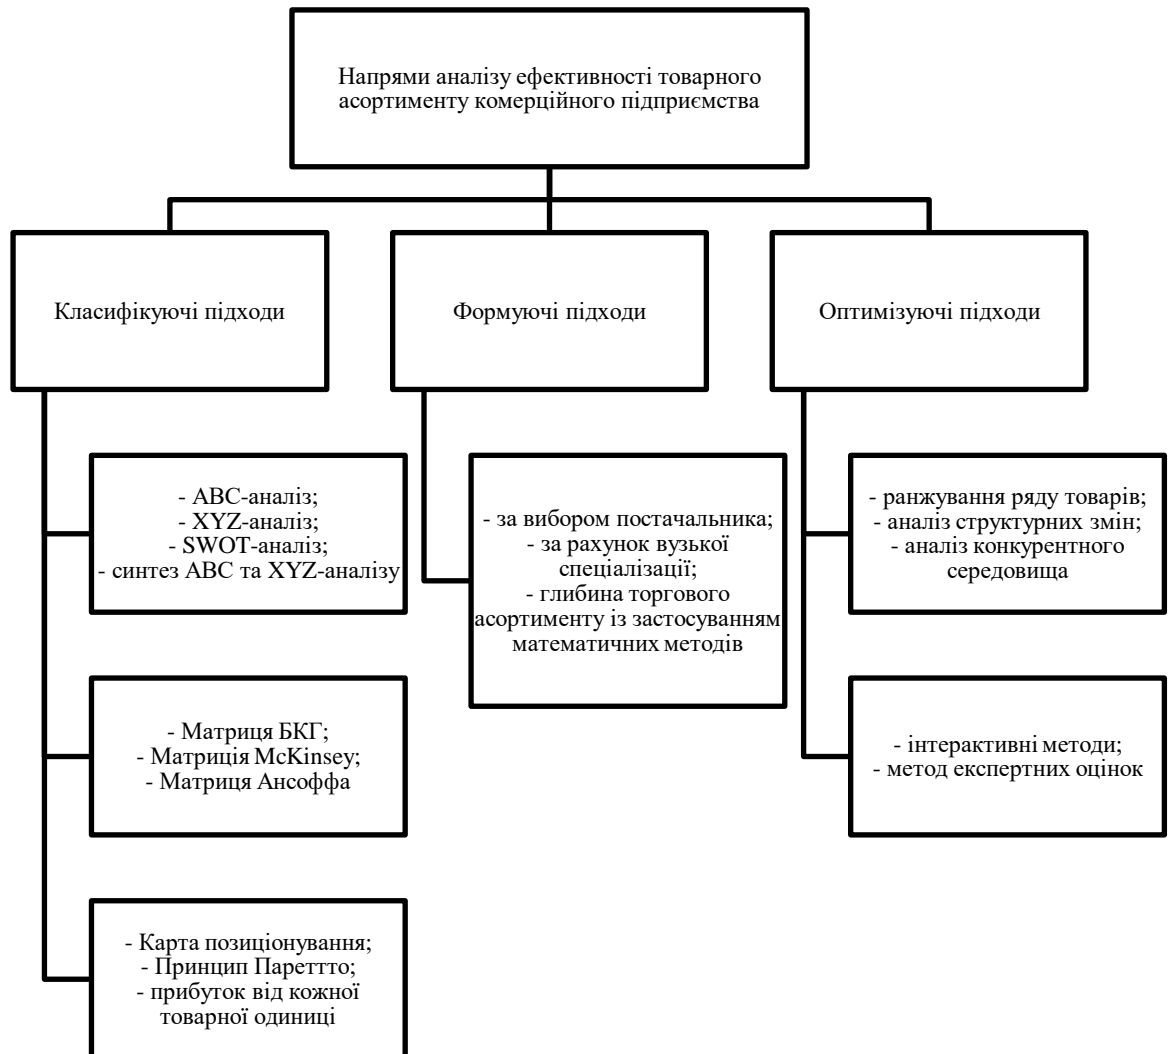 Напрями аналізу ефективності товарного
асортименту комерційного підприємства
Класифікуючі підходи
Формуючі підходи
Оптимізуючі підходи
- АВС-аналіз;
- XYZ-аналіз;
- SWOT-аналіз;
- синтез АВС та XYZ-аналізу
- Матриця БКГ;
- Матриція McKinsey;
- Матриця Ансоффа
- Карта позиціонування;
- Принцип Пареттто;
- прибуток від кожної
товарної одиниці
- за вибором постачальника;
- за рахунок вузької
спеціалізації;
- глибина торгового
асортименту із застосуванням
математичних методів
- ранжування ряду товарів;
- аналіз структурних змін;
- аналіз конкурентного
середовища
- інтерактивні методи;
- метод експертних оцінок